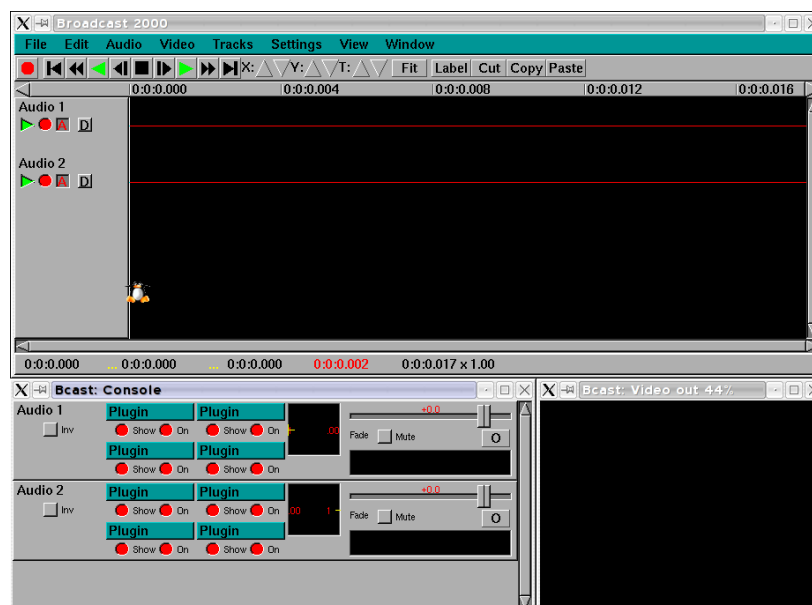 Broadcast 2000
File Edit Audio Video Tracks Settings View Window
X: Y: T: Fit Label Cut Copy Paste
0:0:0.000 0:0:0.004 0:0:0.008 0:0:0.012 0:0:0.016
Audio 1
A D
Audio 2
A D
0:0:0.000 ... 0:0:0.000 ... 0:0:0.000 0:0:0.002 0:0:0.017 x 1.00
Bcast: Console
Audio 1 Plugin Plugin +0.0
Inv Show On Show On .00 Fade Mute O
Plugin Plugin
Show On Show On
Audio 2 Plugin Plugin +0.0
Inv Show On Show On 00 1 Fade Mute O
Plugin Plugin
Show On Show On
Bcast: Video out 44%